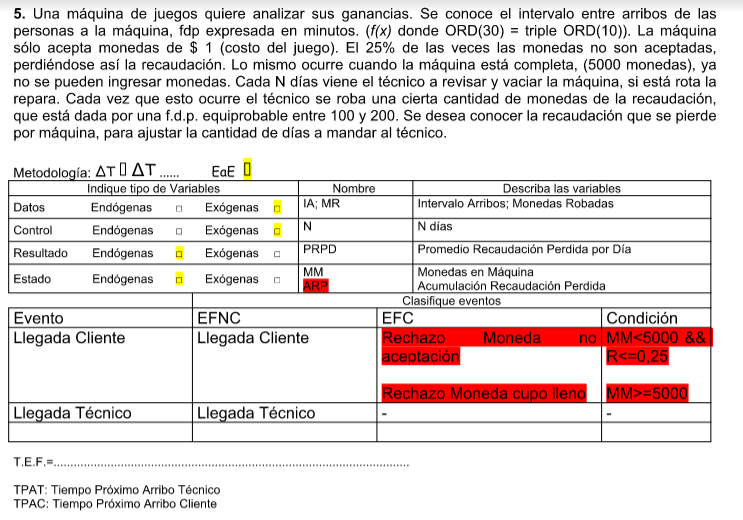 5. Una máquina de juegos quiere analizar sus ganancias. Se conoce el intervalo entre arribos de las
personas a la máquina, fdp expresada en minutos. (f(x) donde ORD(30) = triple ORD(10)). La máquina
sólo acepta monedas de $ 1 (costo del juego). El 25% de las veces las monedas no son aceptadas,
perdiéndose así la recaudación. Lo mismo ocurre cuando la máquina está completa, (5000 monedas), ya
no se pueden ingresar monedas. Cada N días viene el técnico a revisar y vaciar la máquina, si está rota la
repara. Cada vez que esto ocurre el técnico se roba una cierta cantidad de monedas de la recaudación,
que está dada por una f.d.p. equiprobable entre 100 y 200. Se desea conocer la recaudación que se pierde
por máquina, para ajustar la cantidad de días a mandar al técnico.
Metodología: ΔT ▯ ΔT ...... EaE ▯
Indique tipo de Variables Nombre Describa las variables
Datos Endógenas □ Exógenas □ IA; MR Intervalo Arribos; Monedas Robadas
Control Endógenas □ Exógenas □ N N días
Resultado Endógenas □ Exógenas □ PRPD Promedio Recaudación Perdida por Día
Estado Endógenas □ Exógenas □ MM Monedas en Máquina
ARP Acumulación Recaudación Perdida
Clasifique eventos
Evento EFNC EFC Condición
Llegada Cliente Llegada Cliente Rechazo Moneda no MM<5000 &&
aceptación R<=0,25
Rechazo Moneda cupo lleno MM>=5000
Llegada Técnico Llegada Técnico - -
T.E.F.=..............................................................................................................
TPAT: Tiempo Próximo Arribo Técnico
TPAC: Tiempo Próximo Arribo Cliente